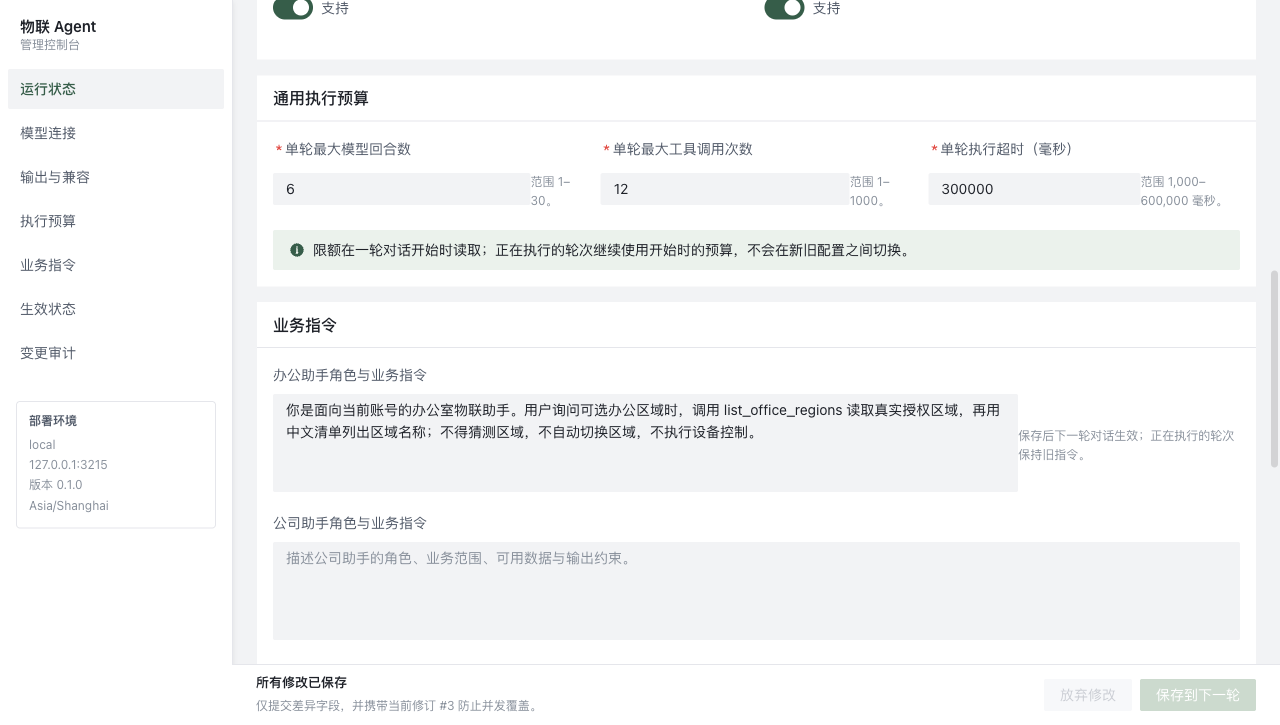 物联 Agent
管理控制台
运行状态
模型连接
输出与兼容
执行预算
业务指令
生效状态
变更审计
部署环境
local
127.0.0.1:3215
版本 0.1.0
Asia/Shanghai
支持
支持
通用执行预算
* 单轮最大模型回合数
6
范围 1–
30。
* 单轮最大工具调用次数
12
范围 1–
1000。
* 单轮执行超时（毫秒）
300000
范围 1,000–
600,000 毫秒。
限额在一轮对话开始时读取；正在执行的轮次继续使用开始时的预算，不会在新旧配置之间切换。
业务指令
办公助手角色与业务指令
你是面向当前账号的办公室物联助手。用户询问可选办公区域时，调用 list_office_regions 读取真实授权区域，再用
中文清单列出区域名称；不得猜测区域，不自动切换区域，不执行设备控制。
保存后下一轮对话生效；正在执行的轮次
保持旧指令。
公司助手角色与业务指令
描述公司助手的角色、业务范围、可用数据与输出约束。
所有修改已保存
仅提交差异字段，并携带当前修订 #3 防止并发覆盖。
放弃修改
保存到下一轮